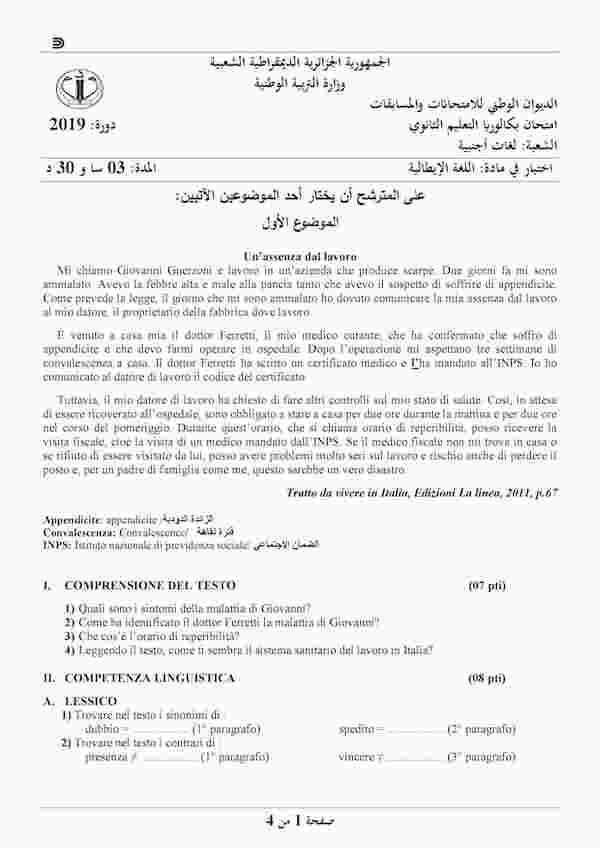 الجمهورية الجزائرية الديمقراطية الشعبية
وزارة التربية الوطنية
الديوان الوطني للامتحانات والمسابقات
امتحان بكالوريا التعليم الثانوي
دورة: 2019
الشعبة: لغات أجنبية
اختبار في مادة: اللغة الإيطالية
المدة: 03 سا و 30 د
على المترشح أن يختار أحد الموضوعين الآتيين:
الموضوع الأول
Un’assenza dal lavoro
Mi chiamo Giovanni Guerzoni e lavoro in un’azienda che produce scarpe. Due giorni fa mi sono
ammalato. Avevo la febbre alta e male alla pancia tanto che avevo il sospetto di soffrire di appendicite.
Come prevede la legge, il giorno che mi sono ammalato ho dovuto comunicare la mia assenza dal lavoro
al mio datore, il proprietario della fabbrica dove lavoro.
È venuto a casa mia il dottor Ferretti, il mio medico curante, che ha confermato che soffro di
appendicite e che devo farmi operare in ospedale. Dopo l’operazione mi aspettano tre settimane di
convalescenza a casa. Il dottor Ferretti ha scritto un certificato medico e l’ha mandato all’INPS. Io ho
comunicato al datore di lavoro il codice del certificato.
Tuttavia, il mio datore di lavoro ha chiesto di fare altri controlli sul mio stato di salute. Così, in attesa
di essere ricoverato all’ospedale, sono obbligato a stare a casa per due ore durante la mattina e per due ore
nel corso del pomeriggio. Durante quest’orario, che si chiama orario di reperibilità, posso ricevere la
visita fiscale, cioè la visita di un medico mandato dall’INPS. Se il medico fiscale non mi trova in casa o
se rifiuto di essere visitato da lui, posso avere problemi molto seri sul lavoro e rischio anche di perdere il
posto e, per un padre di famiglia come me, questo sarebbe un vero disastro.
Tratto da vivere in Italia, Edizioni La linea, 2011, p.67
Appendicite: appendicite /الزائدة الدودية
Convalescenza: Convalescence/ فترة نقاهة
INPS: Istituto nazionale di previdenza sociale/ الضمان الاجتماعي
I. COMPRENSIONE DEL TESTO (07 pti)
1) Quali sono i sintomi della malattia di Giovanni?
2) Come ha identificato il dottor Ferretti la malattia di Giovanni?
3) Che cos’è l’orario di reperibilità?
4) Leggendo il testo, come ti sembra il sistema sanitario del lavoro in Italia?
II. COMPETENZA LINGUISTICA (08 pti)
A. LESSICO
1) Trovare nel testo i sinonimi di :
dubbio = ................. (1° paragrafo) spedito = ................. (2° paragrafo)
2) Trovare nel testo i contrari di :
presenza ≠ ................. (1° paragrafo) vincere ≠ ................. (3° paragrafo)
صفحة 1 من 4